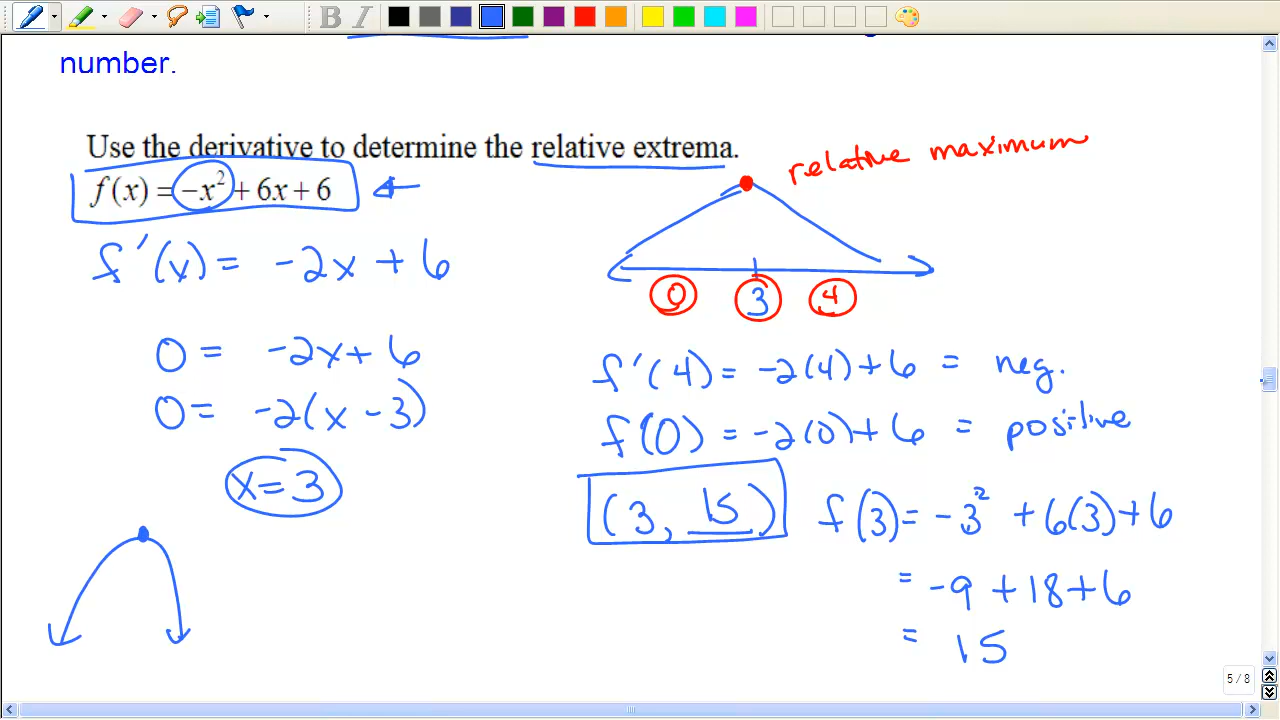 B I
number.
Use the derivative to determine the relative extrema.
f(x) = -x² + 6x + 6
relative maximum
f'(x) = -2x + 6
0 3 4
0 = -2x + 6
0 = -2(x - 3)
x = 3
f'(4) = -2(4) + 6 = neg.
f'(0) = -2(0) + 6 = positive
(3, 15)
f(3) = -3² + 6(3) + 6
= -9 + 18 + 6
= 15
5 / 8